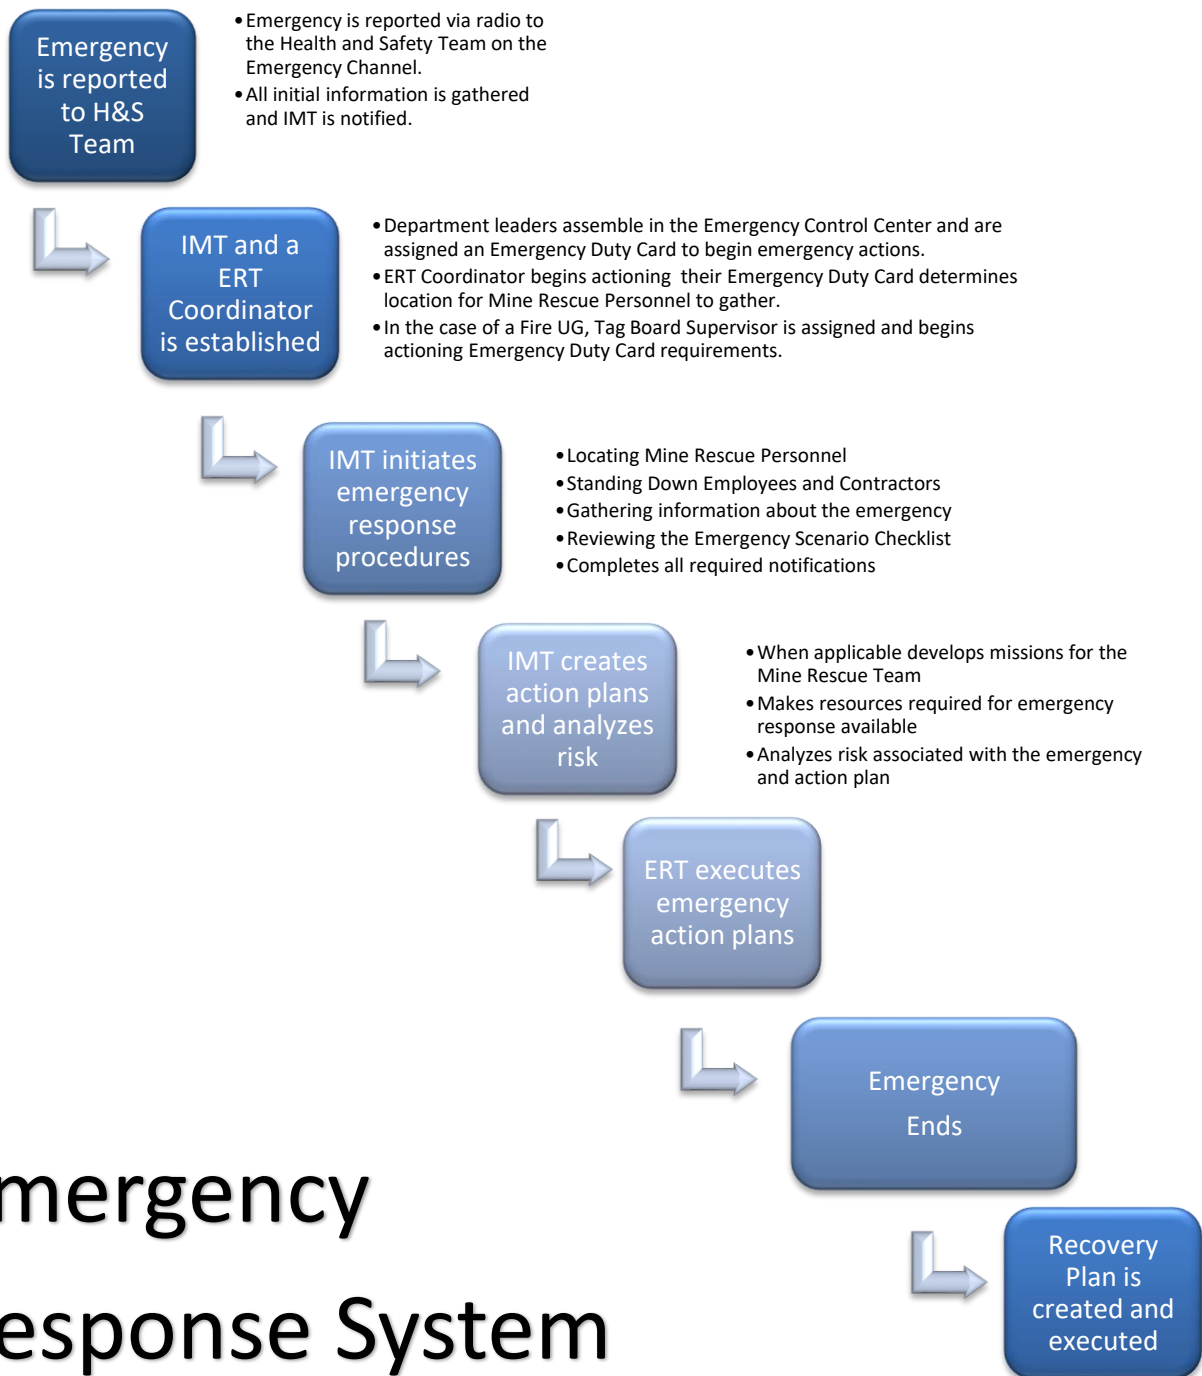 Emergency
is reported
to H&S
Team
•Emergency is reported via radio to
the Health and Safety Team on the
Emergency Channel.
•All initial information is gathered
and IMT is notified.
IMT and a
ERT
Coordinator
is established
•Department leaders assemble in the Emergency Control Center and are
assigned an Emergency Duty Card to begin emergency actions.
•ERT Coordinator begins actioning  their Emergency Duty Card determines
location for Mine Rescue Personnel to gather.
•In the case of a Fire UG, Tag Board Supervisor is assigned and begins
actioning Emergency Duty Card requirements.
IMT initiates
emergency
response
procedures
•Locating Mine Rescue Personnel
•Standing Down Employees and Contractors
•Gathering information about the emergency
•Reviewing the Emergency Scenario Checklist
•Completes all required notifications
IMT creates
action plans
and analyzes
risk
•When applicable develops missions for the
Mine Rescue Team
•Makes resources required for emergency
response available
•Analyzes risk associated with the emergency
and action plan
ERT executes
emergency
action plans
Emergency
Ends
Recovery
Plan is
created and
executed
mergency
esponse System